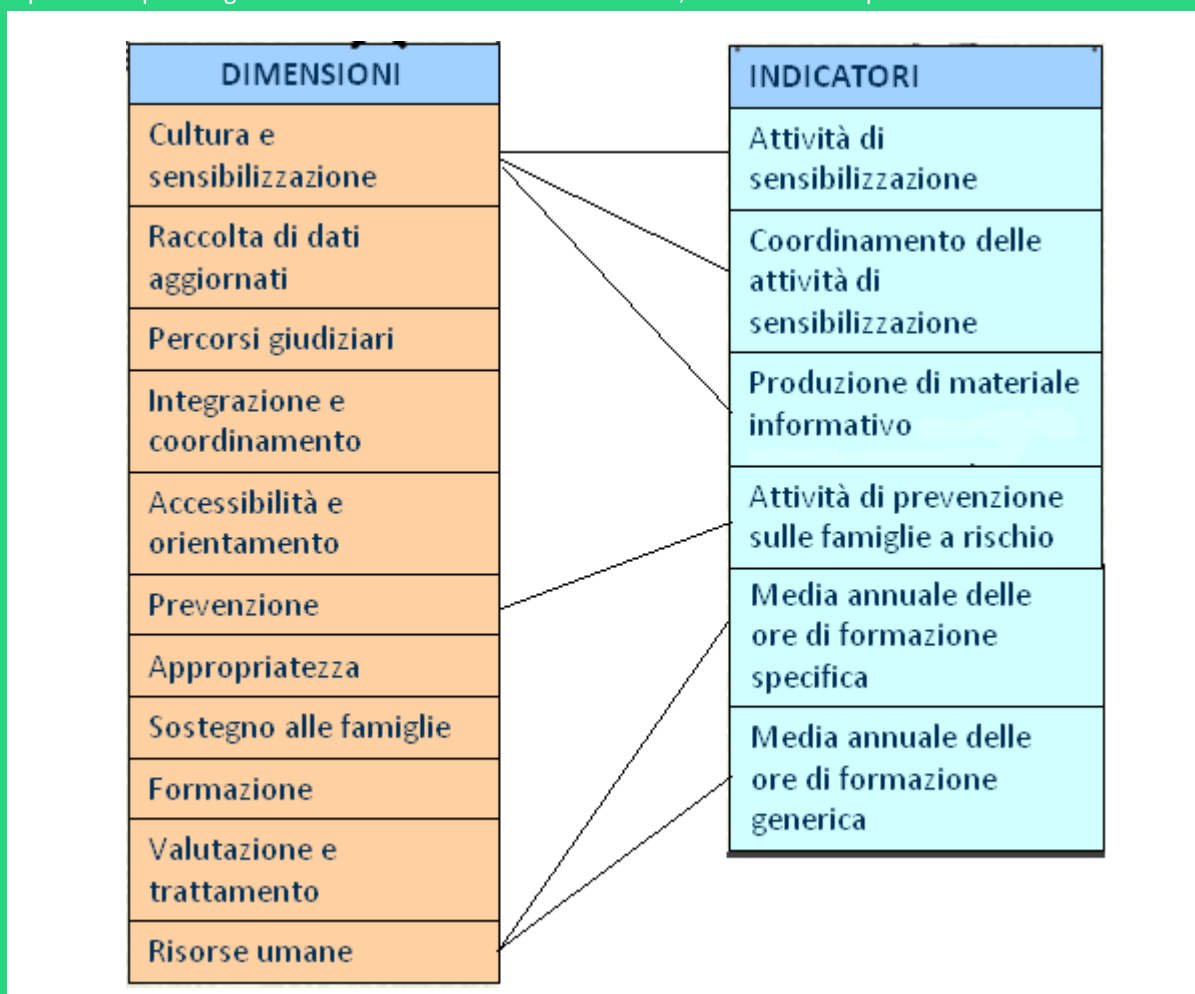 DIMENSIONI
Cultura e
sensibilizzazione
Raccolta di dati
aggiornati
Percorsi giudiziari
Integrazione e
coordinamento
Accessibilità e
orientamento
Prevenzione
Appropriatezza
Sostegno alle famiglie
Formazione
Valutazione e
trattamento
Risorse umane
INDICATORI
Attività di
sensibilizzazione
Coordinamento delle
attività di
sensibilizzazione
Produzione di materiale
informativo
Attività di prevenzione
sulle famiglie a rischio
Media annuale delle
ore di formazione
specifica
Media annuale delle
ore di formazione
generica